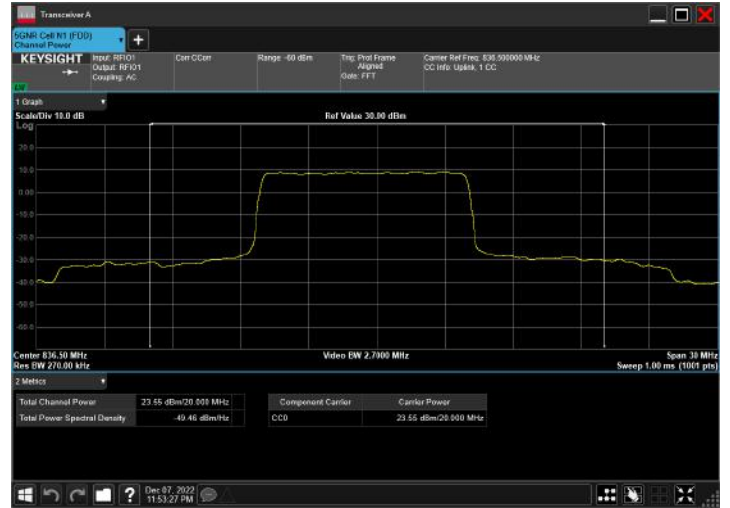 Transceiver A
5GNR Cell N1 (FDD)
Channel Power
KEYSIGHT
Input: RFIO1
Output: RFIO1
Coupling: AC
Corr CCorr
Range -60 dBm
Trig: Prot Frame
Aligned
Gate: FFT
Carrier Ref Freq: 836.500000 MHz
CC Info: Uplink, 1 CC
1 Graph
Scale/Div 10.0 dB
Ref Value 30.00 dBm
Log
20.0
10.0
0.00
-10.0
-20.0
-30.0
-40.0
-50.0
-60.0
Center 836.50 MHz
Video BW 2.7000 MHz
Span 30 MHz
Res BW 270.00 kHz
Sweep 1.00 ms (1001 pts)
2 Metrics
Total Channel Power 23.55 dBm/20.000 MHz
Total Power Spectral Density -49.46 dBm/Hz
Component Carrier Carrier Power
CC0 23.55 dBm/20.000 MHz
Dec 07, 2022
11:53:27 PM